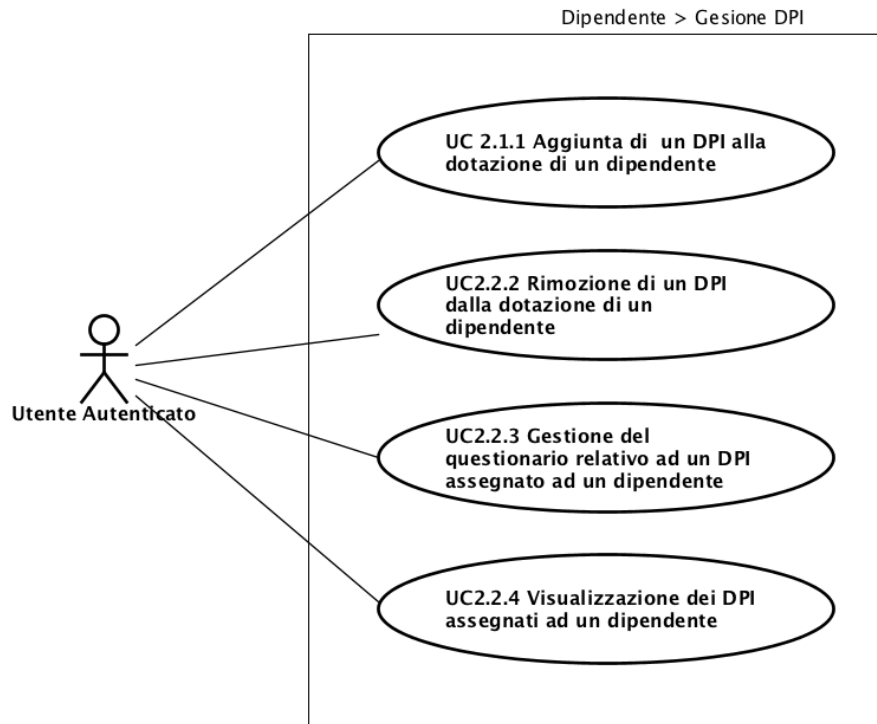 Dipendente > Gesione DPI
UC 2.1.1 Aggiunta di un DPI alla
dotazione di un dipendente
UC2.2.2 Rimozione di un DPI
dalla dotazione di un
dipendente
Utente Autenticato
UC2.2.3 Gestione del
questionario relativo ad un DPI
assegnato ad un dipendente
UC2.2.4 Visualizzazione dei DPI
assegnati ad un dipendente